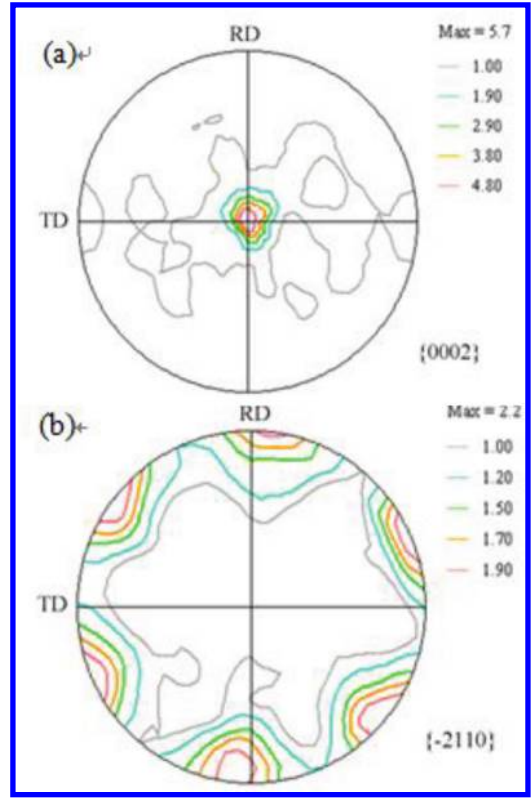 (a)↵
RD
Max = 5.7
1.00
1.90
2.90
3.80
4.80
TD
{0002}
(b)↵
RD
Max = 2.2
1.00
1.20
1.50
1.70
1.90
TD
{-2110}